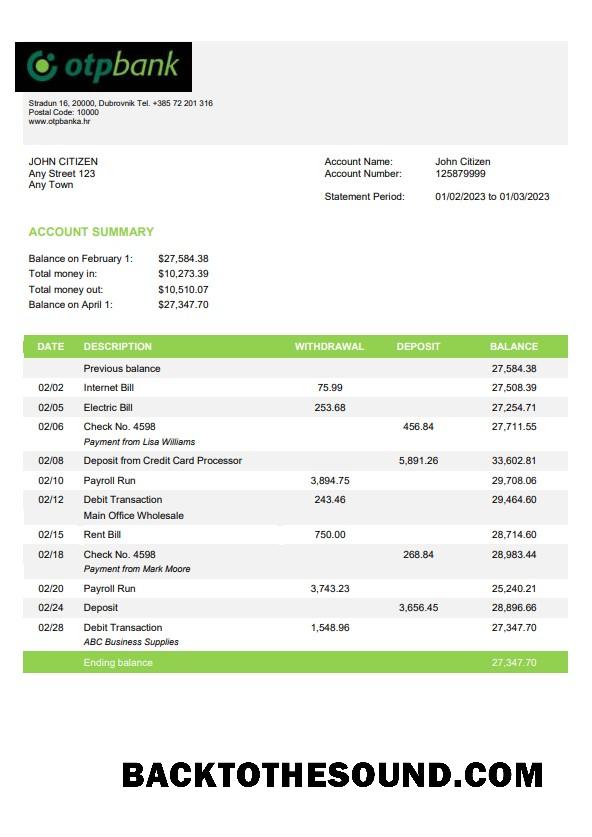 otpbank
Stradun 16, 20000, Dubrovnik Tel. +385 72 201 316
Postal Code: 10000
www.otpbanka.hr
JOHN CITIZEN
Any Street 123
Any Town
Account Name: John Citizen
Account Number: 125879999
Statement Period: 01/02/2023 to 01/03/2023
ACCOUNT SUMMARY
Balance on February 1: $27,584.38
Total money in: $10,273.39
Total money out: $10,510.07
Balance on April 1: $27,347.70
DATE DESCRIPTION WITHDRAWAL DEPOSIT BALANCE
Previous balance 27,584.38
02/02 Internet Bill 75.99 27,508.39
02/05 Electric Bill 253.68 27,254.71
02/06 Check No. 4598 456.84 27,711.55
Payment from Lisa Williams
02/08 Deposit from Credit Card Processor 5,891.26 33,602.81
02/10 Payroll Run 3,894.75 29,708.06
02/12 Debit Transaction 243.46 29,464.60
Main Office Wholesale
02/15 Rent Bill 750.00 28,714.60
02/18 Check No. 4598 268.84 28,983.44
Payment from Mark Moore
02/20 Payroll Run 3,743.23 25,240.21
02/24 Deposit 3,656.45 28,896.66
02/28 Debit Transaction 1,548.96 27,347.70
ABC Business Supplies
Ending balance 27,347.70
BACKTOTHESOUND.COM